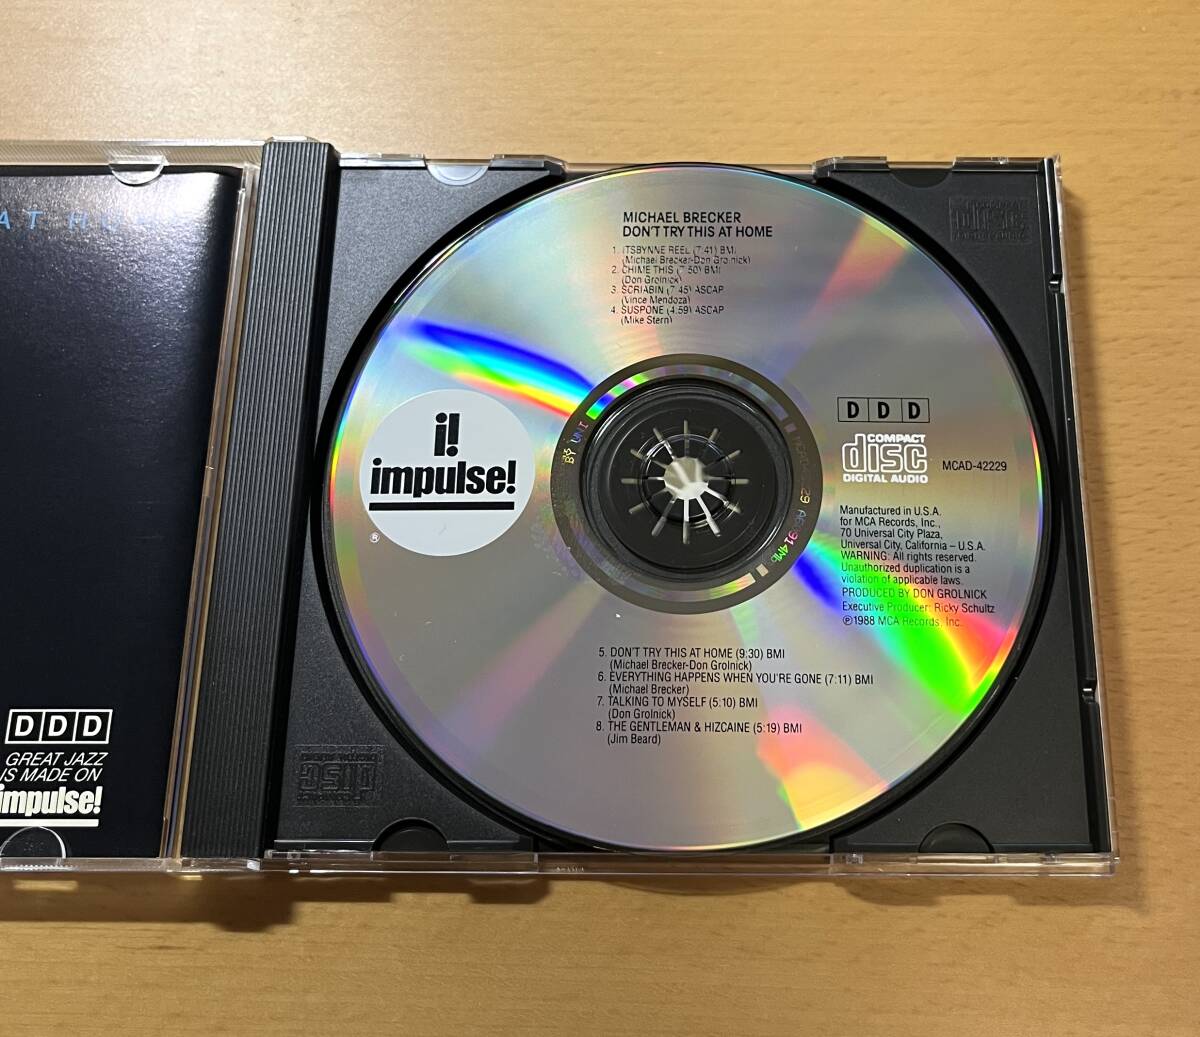 AT HOME
DDD
GREAT JAZZ
IS MADE ON
impulse!
MICHAEL BRECKER
DON'T TRY THIS AT HOME
1. ITSBYNNE REEL (7:41) BMI
(Michael Brecker-Don Grolnick)
2. CHIME THIS (7:50) BMI
(Don Grolnick)
3. SCRIABIN (7:45) ASCAP
(Vince Mendoza)
4. SUSPONE (4:59) ASCAP
(Mike Stern)
i!
impulse!
®
BY UNI
DDD
COMPACT
disc
DIGITAL AUDIO
MCAD-42229
Manufactured in U.S.A.
for MCA Records, Inc.,
70 Universal City Plaza,
Universal City, California – U.S.A.
WARNING: All rights reserved.
Unauthorized duplication is a
violation of applicable laws.
PRODUCED BY DON GROLNICK
Executive Producer: Ricky Schultz
℗1988 MCA Records, Inc.
5. DON'T TRY THIS AT HOME (9:30) BMI
(Michael Brecker-Don Grolnick)
6. EVERYTHING HAPPENS WHEN YOU'RE GONE (7:11) BMI
(Michael Brecker)
7. TALKING TO MYSELF (5:10) BMI
(Don Grolnick)
8. THE GENTLEMAN & HIZCAINE (5:19) BMI
(Jim Beard)